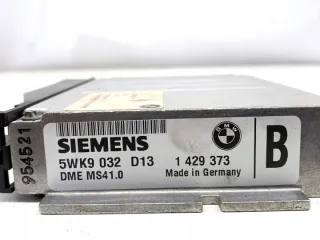 954521
SIEMENS
5WK9 032 D13 1 429 373
DME MS41.0 Made in Germany
B